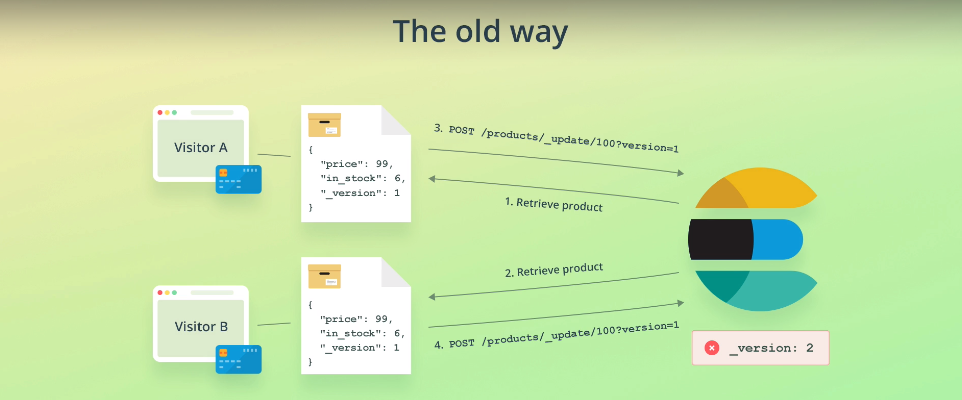 The old way
Visitor A
{
"price": 99,
"in_stock": 6,
"_version": 1
}
3. POST /products/_update/100?version=1
1. Retrieve product
Visitor B
{
"price": 99,
"in_stock": 6,
"_version": 1
}
2. Retrieve product
4. POST /products/_update/100?version=1
_version: 2